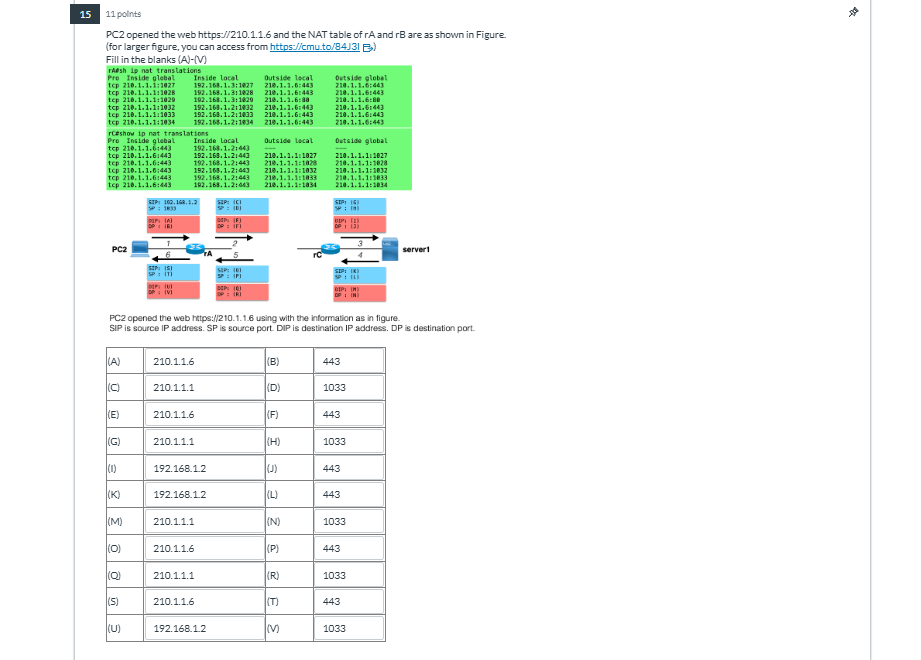 15 11 points
PC2 opened the web https://210.1.1.6 and the NAT table of rA and rB are as shown in Figure.
(for larger figure, you can access from https://cmu.to/84J3l )
Fill in the blanks (A)-(V)
rA#sh ip nat translations
Pro Inside global Inside local Outside local Outside global
tcp 210.1.1.1:1027 192.168.1.3:1027 210.1.1.6:443 210.1.1.6:443
tcp 210.1.1.1:1028 192.168.1.3:1028 210.1.1.6:443 210.1.1.6:443
tcp 210.1.1.1:1029 192.168.1.3:1029 210.1.1.6:80 210.1.1.6:80
tcp 210.1.1.1:1032 192.168.1.2:1032 210.1.1.6:443 210.1.1.6:443
tcp 210.1.1.1:1033 192.168.1.2:1033 210.1.1.6:443 210.1.1.6:443
tcp 210.1.1.1:1034 192.168.1.2:1034 210.1.1.6:443 210.1.1.6:443
rC#show ip nat translations
Pro Inside global Inside local Outside local Outside global
tcp 210.1.1.6:443 192.168.1.2:443 --- ---
tcp 210.1.1.6:443 192.168.1.2:443 210.1.1.1:1027 210.1.1.1:1027
tcp 210.1.1.6:443 192.168.1.2:443 210.1.1.1:1028 210.1.1.1:1028
tcp 210.1.1.6:443 192.168.1.2:443 210.1.1.1:1032 210.1.1.1:1032
tcp 210.1.1.6:443 192.168.1.2:443 210.1.1.1:1033 210.1.1.1:1033
tcp 210.1.1.6:443 192.168.1.2:443 210.1.1.1:1034 210.1.1.1:1034
SIP: 192.168.1.2 SIP: (C) SIP: (G)
SP : 1033 SP : (D) SP : (H)
DIP: (A) DIP: (E) DIP: (I)
DP : (B) DP : (F) DP : (J)
1 2 3
PC2 rA rC server1
6 5 4
SIP: (S) SIP: (O) SIP: (K)
SP : (T) SP : (P) SP : (L)
DIP: (U) DIP: (Q) DIP: (M)
DP : (V) DP : (R) DP : (N)
PC2 opened the web https://210.1.1.6 using with the information as in figure.
SIP is source IP address. SP is source port. DIP is destination IP address. DP is destination port.
(A) 210.1.1.6 (B) 443
(C) 210.1.1.1 (D) 1033
(E) 210.1.1.6 (F) 443
(G) 210.1.1.1 (H) 1033
(I) 192.168.1.2 (J) 443
(K) 192.168.1.2 (L) 443
(M) 210.1.1.1 (N) 1033
(O) 210.1.1.6 (P) 443
(Q) 210.1.1.1 (R) 1033
(S) 210.1.1.6 (T) 443
(U) 192.168.1.2 (V) 1033